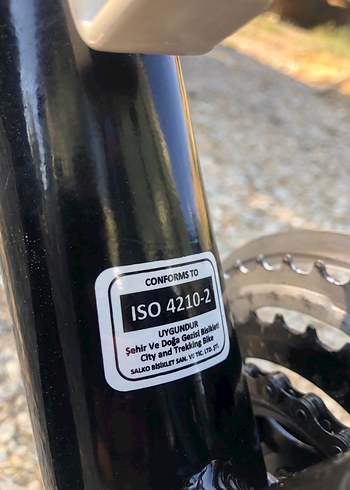 CONFORMS TO
ISO 4210-2
UYGUNDUR
Şehir Ve Doğa Gezisi Bisikleti
City and Trekking Bike
SALKO BİSİKLET SAN. VE TİC. LTD. ŞTİ.